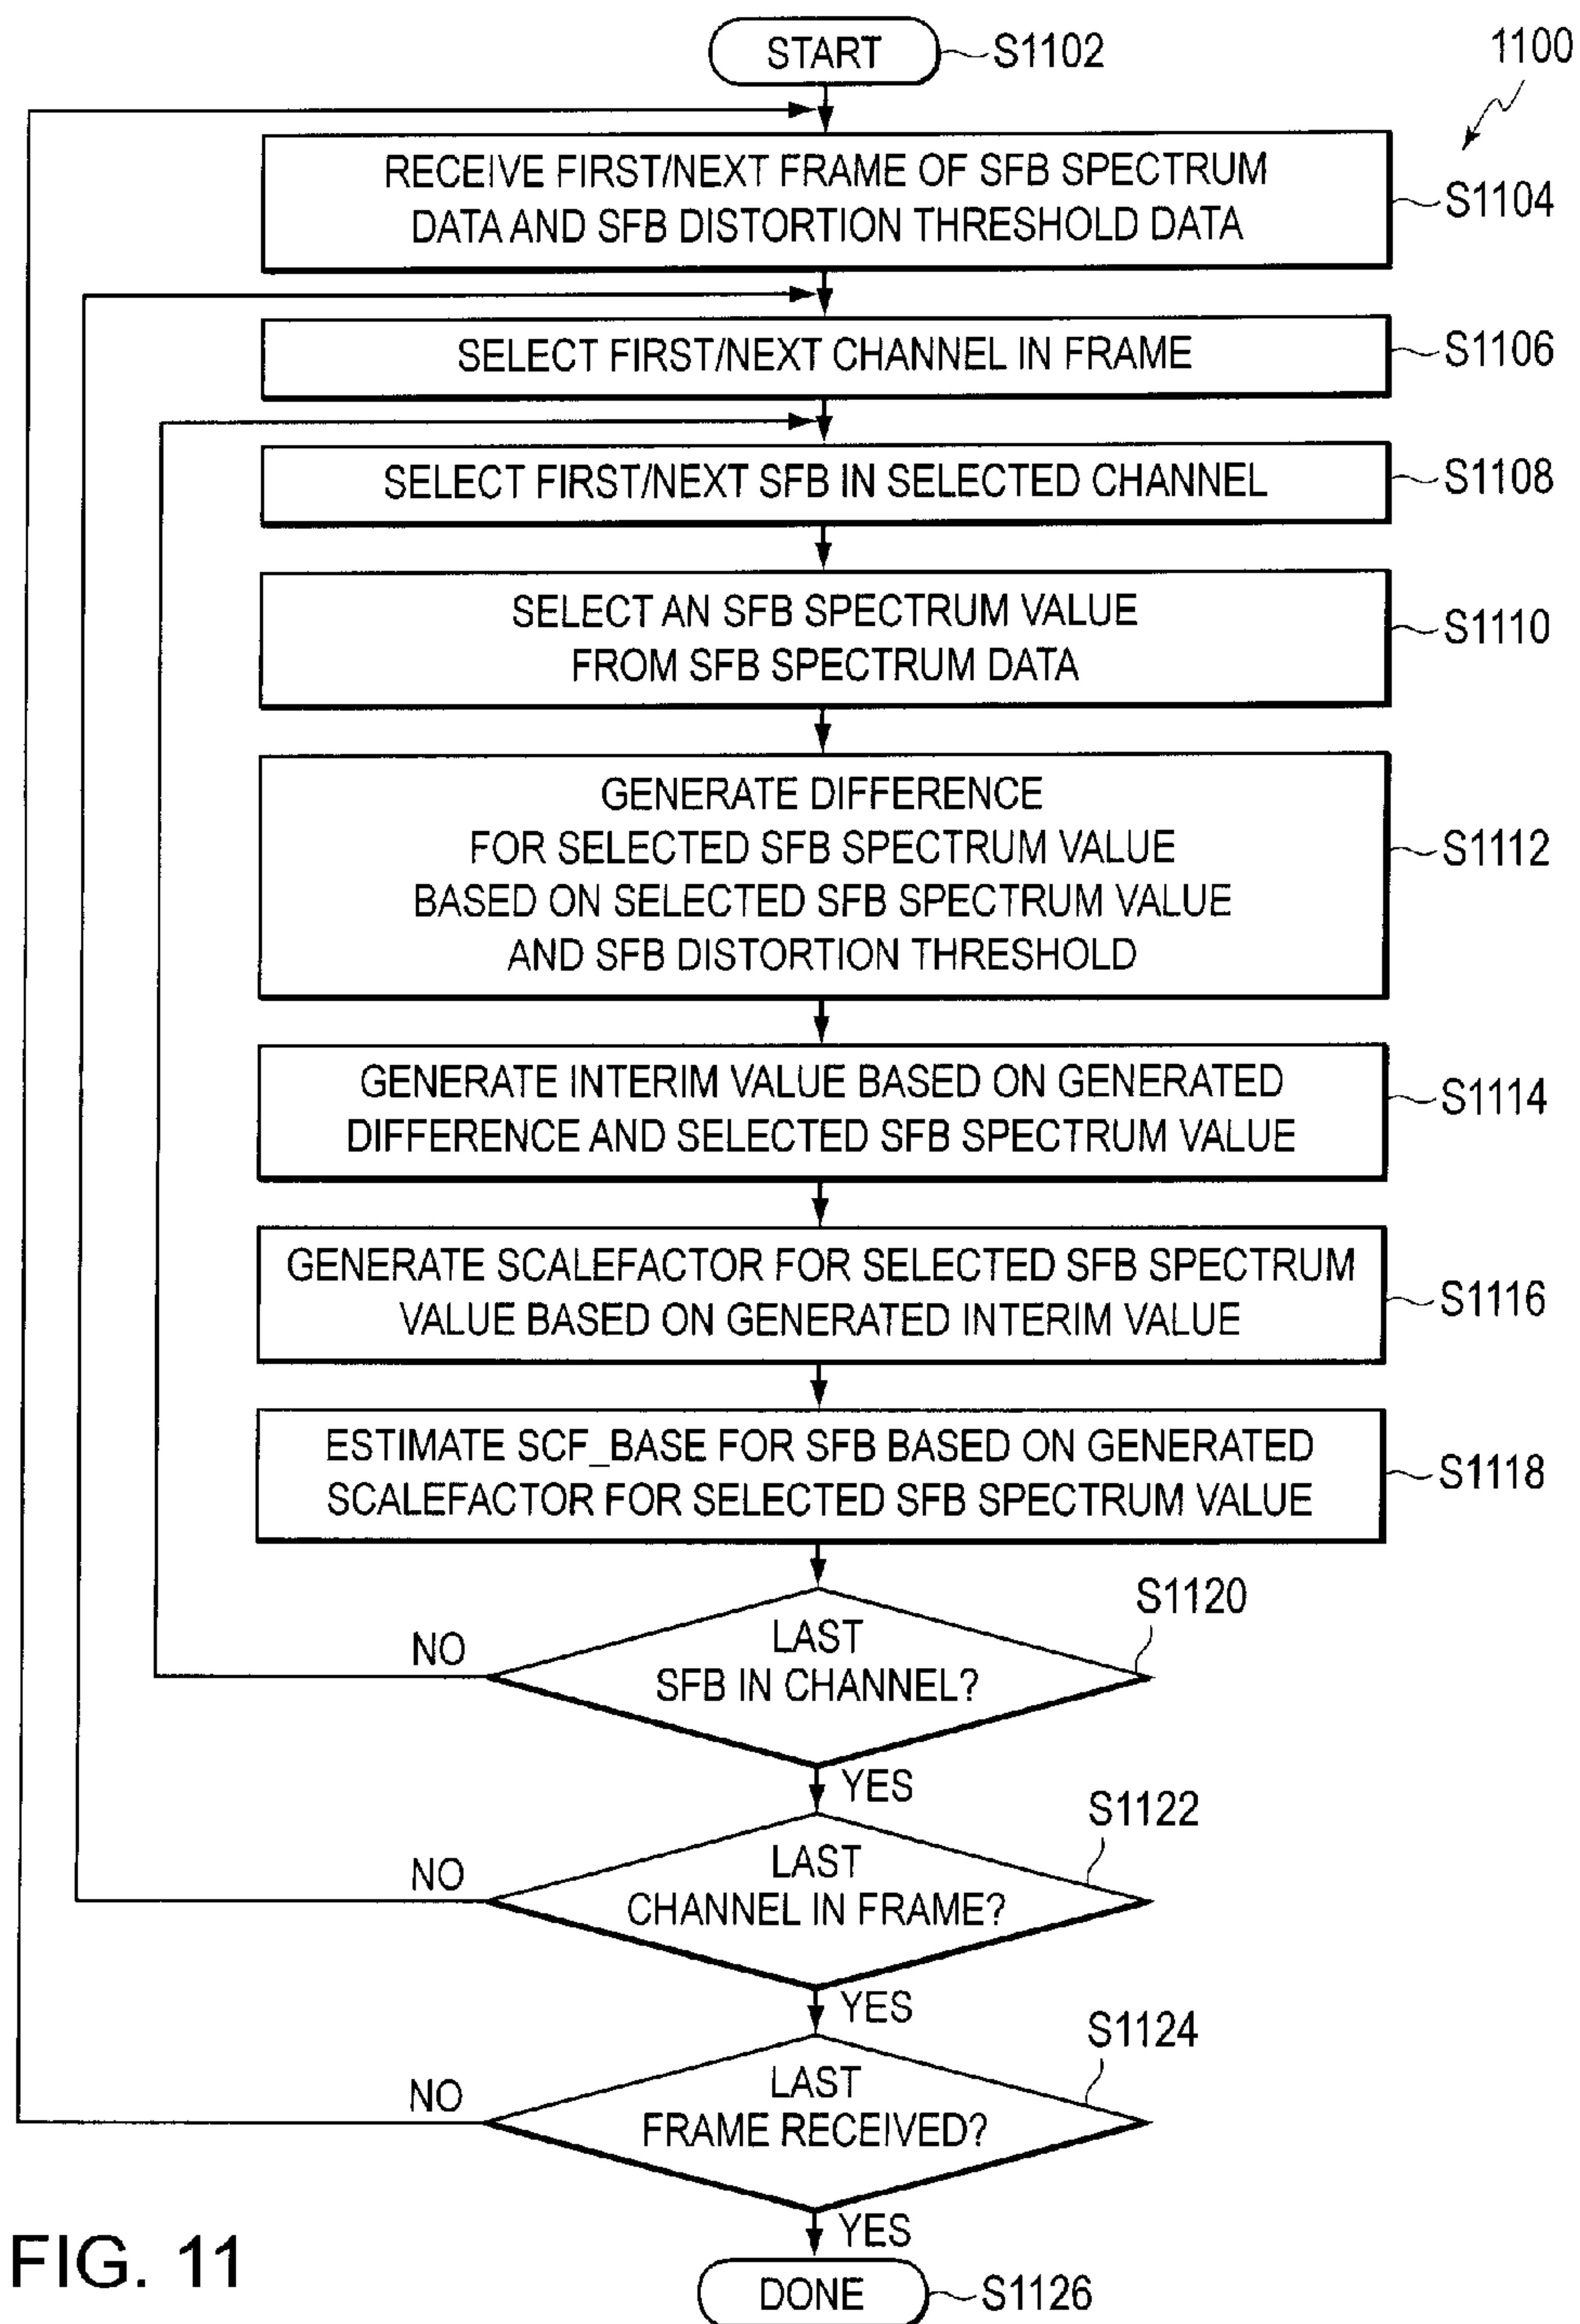 START
S1102
1100
RECEIVE FIRST/NEXT FRAME OF SFB SPECTRUM
DATA AND SFB DISTORTION THRESHOLD DATA
S1104
SELECT FIRST/NEXT CHANNEL IN FRAME
S1106
SELECT FIRST/NEXT SFB IN SELECTED CHANNEL
S1108
SELECT AN SFB SPECTRUM VALUE
FROM SFB SPECTRUM DATA
S1110
GENERATE DIFFERENCE
FOR SELECTED SFB SPECTRUM VALUE
BASED ON SELECTED SFB SPECTRUM VALUE
AND SFB DISTORTION THRESHOLD
S1112
GENERATE INTERIM VALUE BASED ON GENERATED
DIFFERENCE AND SELECTED SFB SPECTRUM VALUE
S1114
GENERATE SCALEFACTOR FOR SELECTED SFB SPECTRUM
VALUE BASED ON GENERATED INTERIM VALUE
S1116
ESTIMATE SCF_BASE FOR SFB BASED ON GENERATED
SCALEFACTOR FOR SELECTED SFB SPECTRUM VALUE
S1118
S1120
NO
LAST
SFB IN CHANNEL?
YES
S1122
NO
LAST
CHANNEL IN FRAME?
YES
S1124
NO
LAST
FRAME RECEIVED?
YES
DONE
S1126
FIG. 11